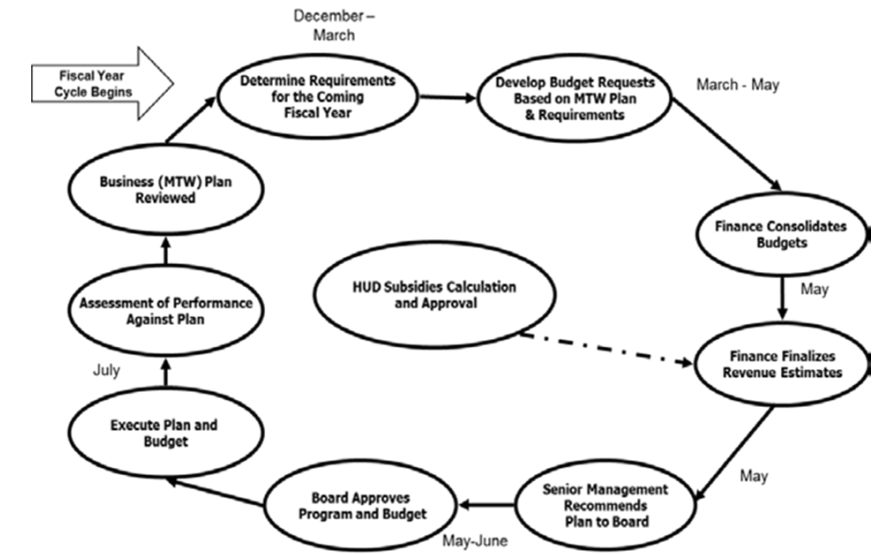 December –
March
Fiscal Year
Cycle Begins
Determine Requirements
for the Coming
Fiscal Year
Develop Budget Requests
Based on MTW Plan
& Requirements
March - May
Business (MTW) Plan
Reviewed
Finance Consolidates
Budgets
HUD Subsidies Calculation
and Approval
May
Assessment of Performance
Against Plan
Finance Finalizes
Revenue Estimates
July
Execute Plan and
Budget
May
Senior Management
Recommends
Plan to Board
Board Approves
Program and Budget
May-June